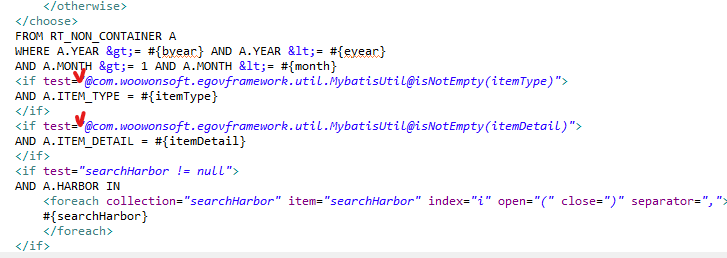 </otherwise>
</choose>
FROM RT_NON_CONTAINER A
WHERE A.YEAR &gt;= #{byear} AND A.YEAR &lt;= #{eyear}
AND A.MONTH &gt;= 1 AND A.MONTH &lt;= #{month}
<if test="@com.woowonsoft.egovframework.util.MybatisUtil@isNotEmpty(itemType)">
AND A.ITEM_TYPE = #{itemType}
</if>
<if test="@com.woowonsoft.egovframework.util.MybatisUtil@isNotEmpty(itemDetail)">
AND A.ITEM_DETAIL = #{itemDetail}
</if>
<if test="searchHarbor != null">
AND A.HARBOR IN
<foreach collection="searchHarbor" item="searchHarbor" index="i" open="(" close=")" separator=",">
#{searchHarbor}
</foreach>
</if>